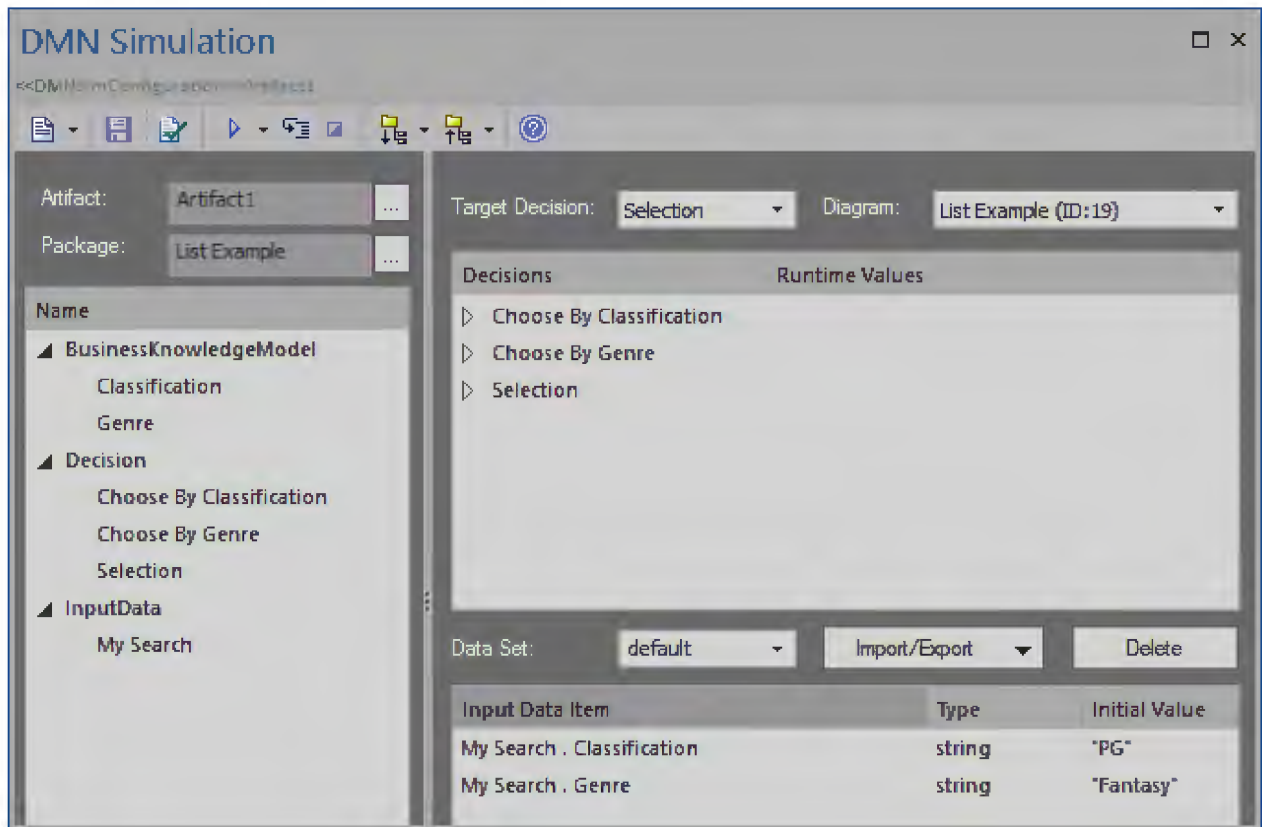 DMN Simulation
Artifact: Artifact1 ...
Package: List Example ...
Name
BusinessKnowledgeModel
Classification
Genre
Decision
Choose By Classification
Choose By Genre
Selection
InputData
My Search
Target Decision: Selection Diagram: List Example (ID:19)
Decisions Runtime Values
Choose By Classification
Choose By Genre
Selection
Data Set: default Import/Export Delete
Input Data Item Type Initial Value
My Search . Classification string "PG"
My Search . Genre string "Fantasy"